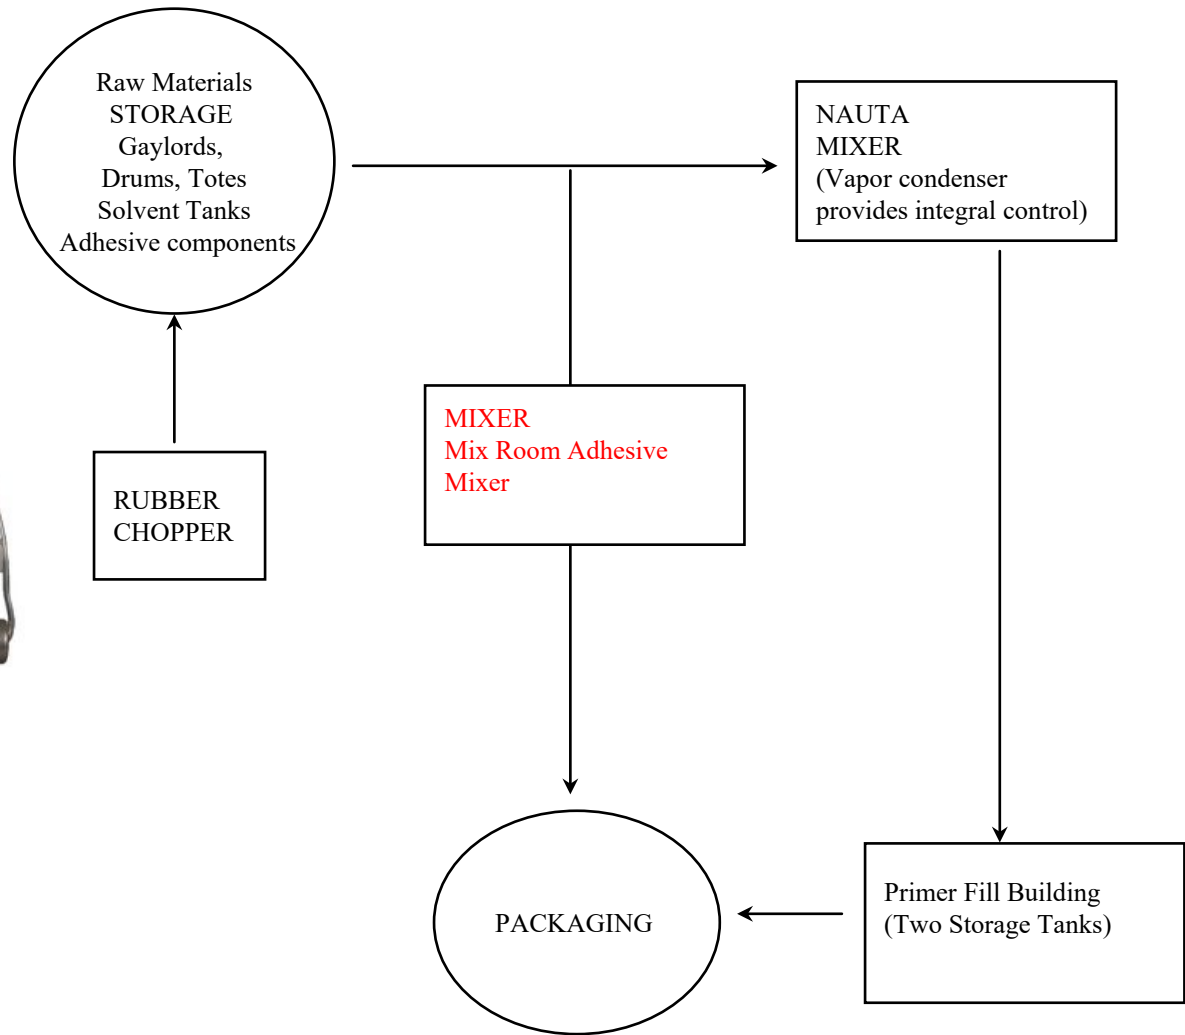 Raw Materials
STORAGE
Gaylords,
Drums, Totes
Solvent Tanks
Adhesive components
NAUTA
MIXER
(Vapor condenser
provides integral control)
MIXER
Mix Room Adhesive
Mixer
RUBBER
CHOPPER
PACKAGING
Primer Fill Building
(Two Storage Tanks)